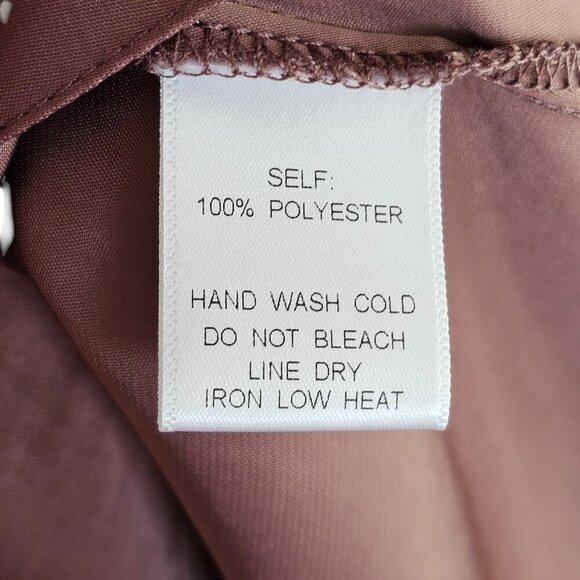 SELF:
100% POLYESTER
HAND WASH COLD
DO NOT BLEACH
LINE DRY
IRON LOW HEAT